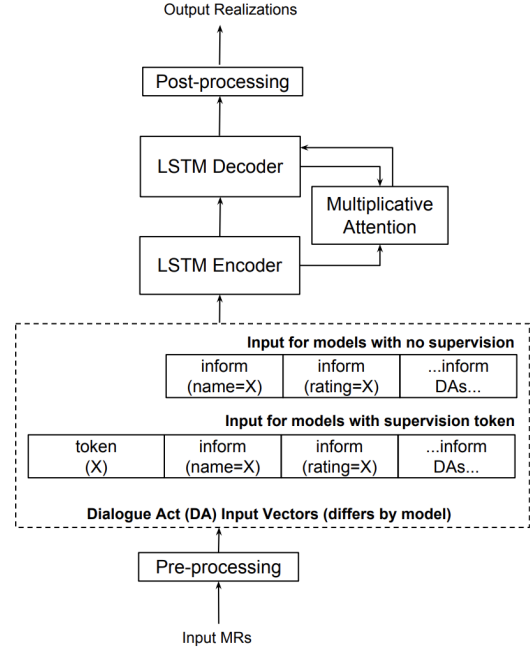 Output Realizations
Post-processing
LSTM Decoder
Multiplicative
Attention
LSTM Encoder
Input for models with no supervision
inform
(name=X)
inform
(rating=X)
...inform
DAs...
Input for models with supervision token
token
(X)
inform
(name=X)
inform
(rating=X)
...inform
DAs...
Dialogue Act (DA) Input Vectors (differs by model)
Pre-processing
Input MRs